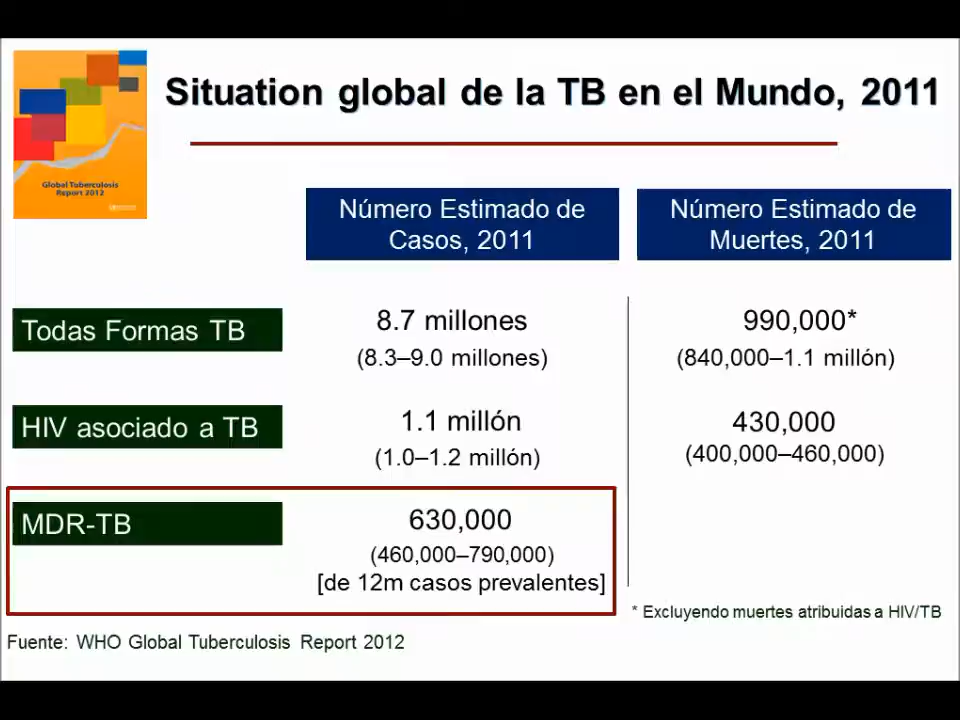 Situation global de la TB en el Mundo, 2011
Global Tuberculosis
Report 2012
Número Estimado de
Casos, 2011
Número Estimado de
Muertes, 2011
Todas Formas TB
8.7 millones
(8.3–9.0 millones)
990,000*
(840,000–1.1 millón)
HIV asociado a TB
1.1 millón
(1.0–1.2 millón)
430,000
(400,000–460,000)
MDR-TB
630,000
(460,000–790,000)
[de 12m casos prevalentes]
* Excluyendo muertes atribuidas a HIV/TB
Fuente: WHO Global Tuberculosis Report 2012